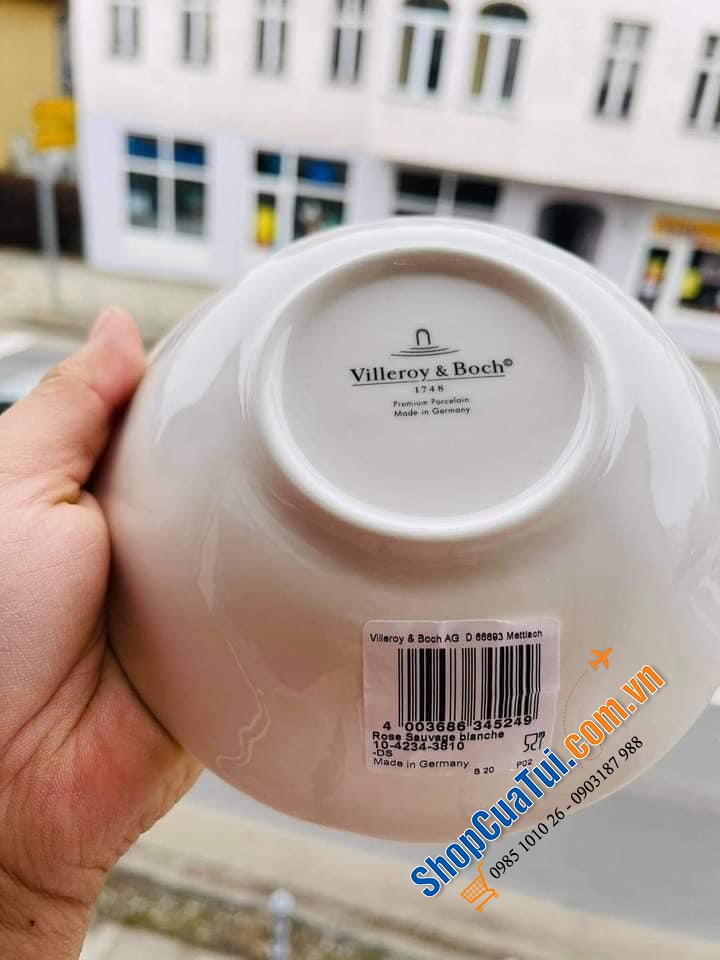 Villeroy & Boch©
1748
Premium Porcelain
Made in Germany
Villeroy & Boch AG D 66693 Mettlach
4 003686 345249
Rose Sauvage blanche
10-4234-3810
-DS
Made in Germany
B 20
P02
ShopCuaTui.com.vn
0985 1010 26 - 0903187 988